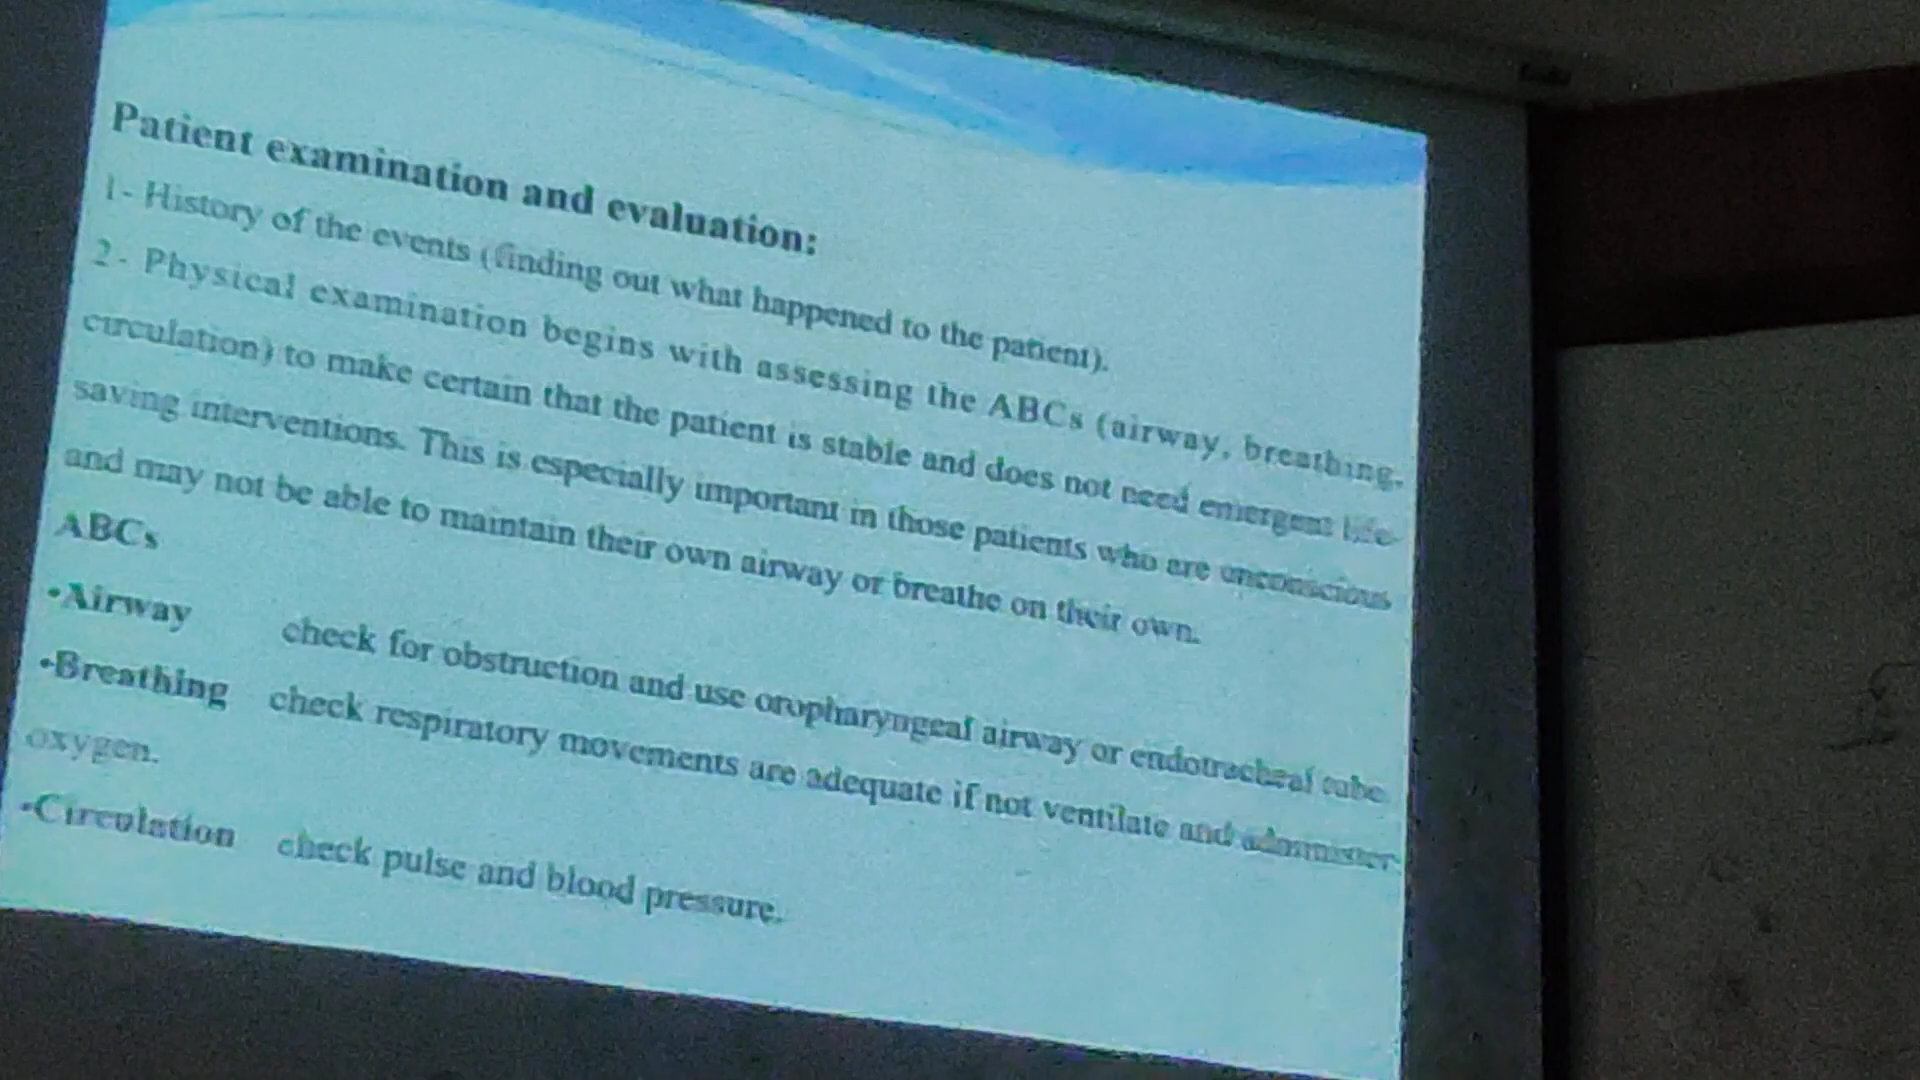 Patient examination and evaluation:
1- History of the events (finding out what happened to the patient).
2- Physical examination begins with assessing the ABCs (airway, breathing,
circulation) to make certain that the patient is stable and does not need emergent life-
saving interventions. This is especially important in those patients who are unconscious
and may not be able to maintain their own airway or breathe on their own.
ABCs
•Airway check for obstruction and use oropharyngeal airway or endotracheal tube
•Breathing check respiratory movements are adequate if not ventilate and administer
oxygen.
•Circulation check pulse and blood pressure.